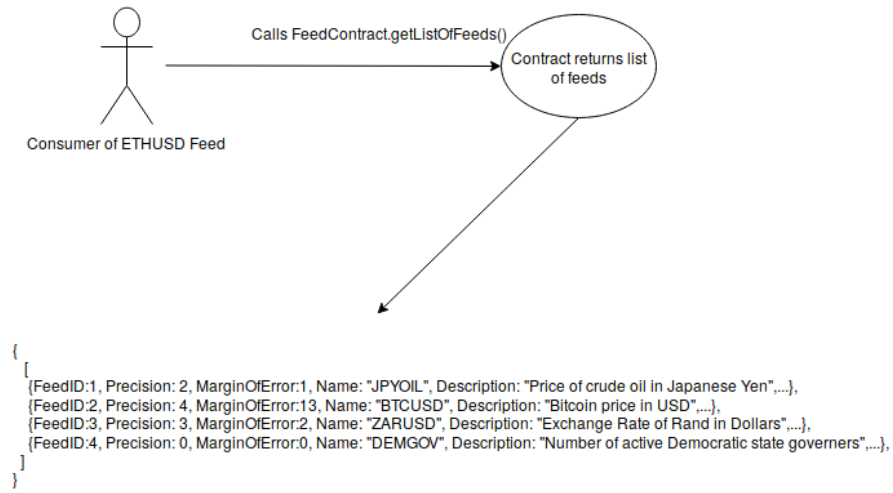 Calls FeedContract.getListOfFeeds()
Contract returns list
of feeds
Consumer of ETHUSD Feed
{
[
{FeedID:1, Precision: 2, MarginOfError:1, Name: "JPYOIL", Description: "Price of crude oil in Japanese Yen",...},
{FeedID:2, Precision: 4, MarginOfError:13, Name: "BTCUSD", Description: "Bitcoin price in USD",...},
{FeedID:3, Precision: 3, MarginOfError:2, Name: "ZARUSD", Description: "Exchange Rate of Rand in Dollars",...},
{FeedID:4, Precision: 0, MarginOfError:0, Name: "DEMGOV", Description: "Number of active Democratic state governers",...},
]
}